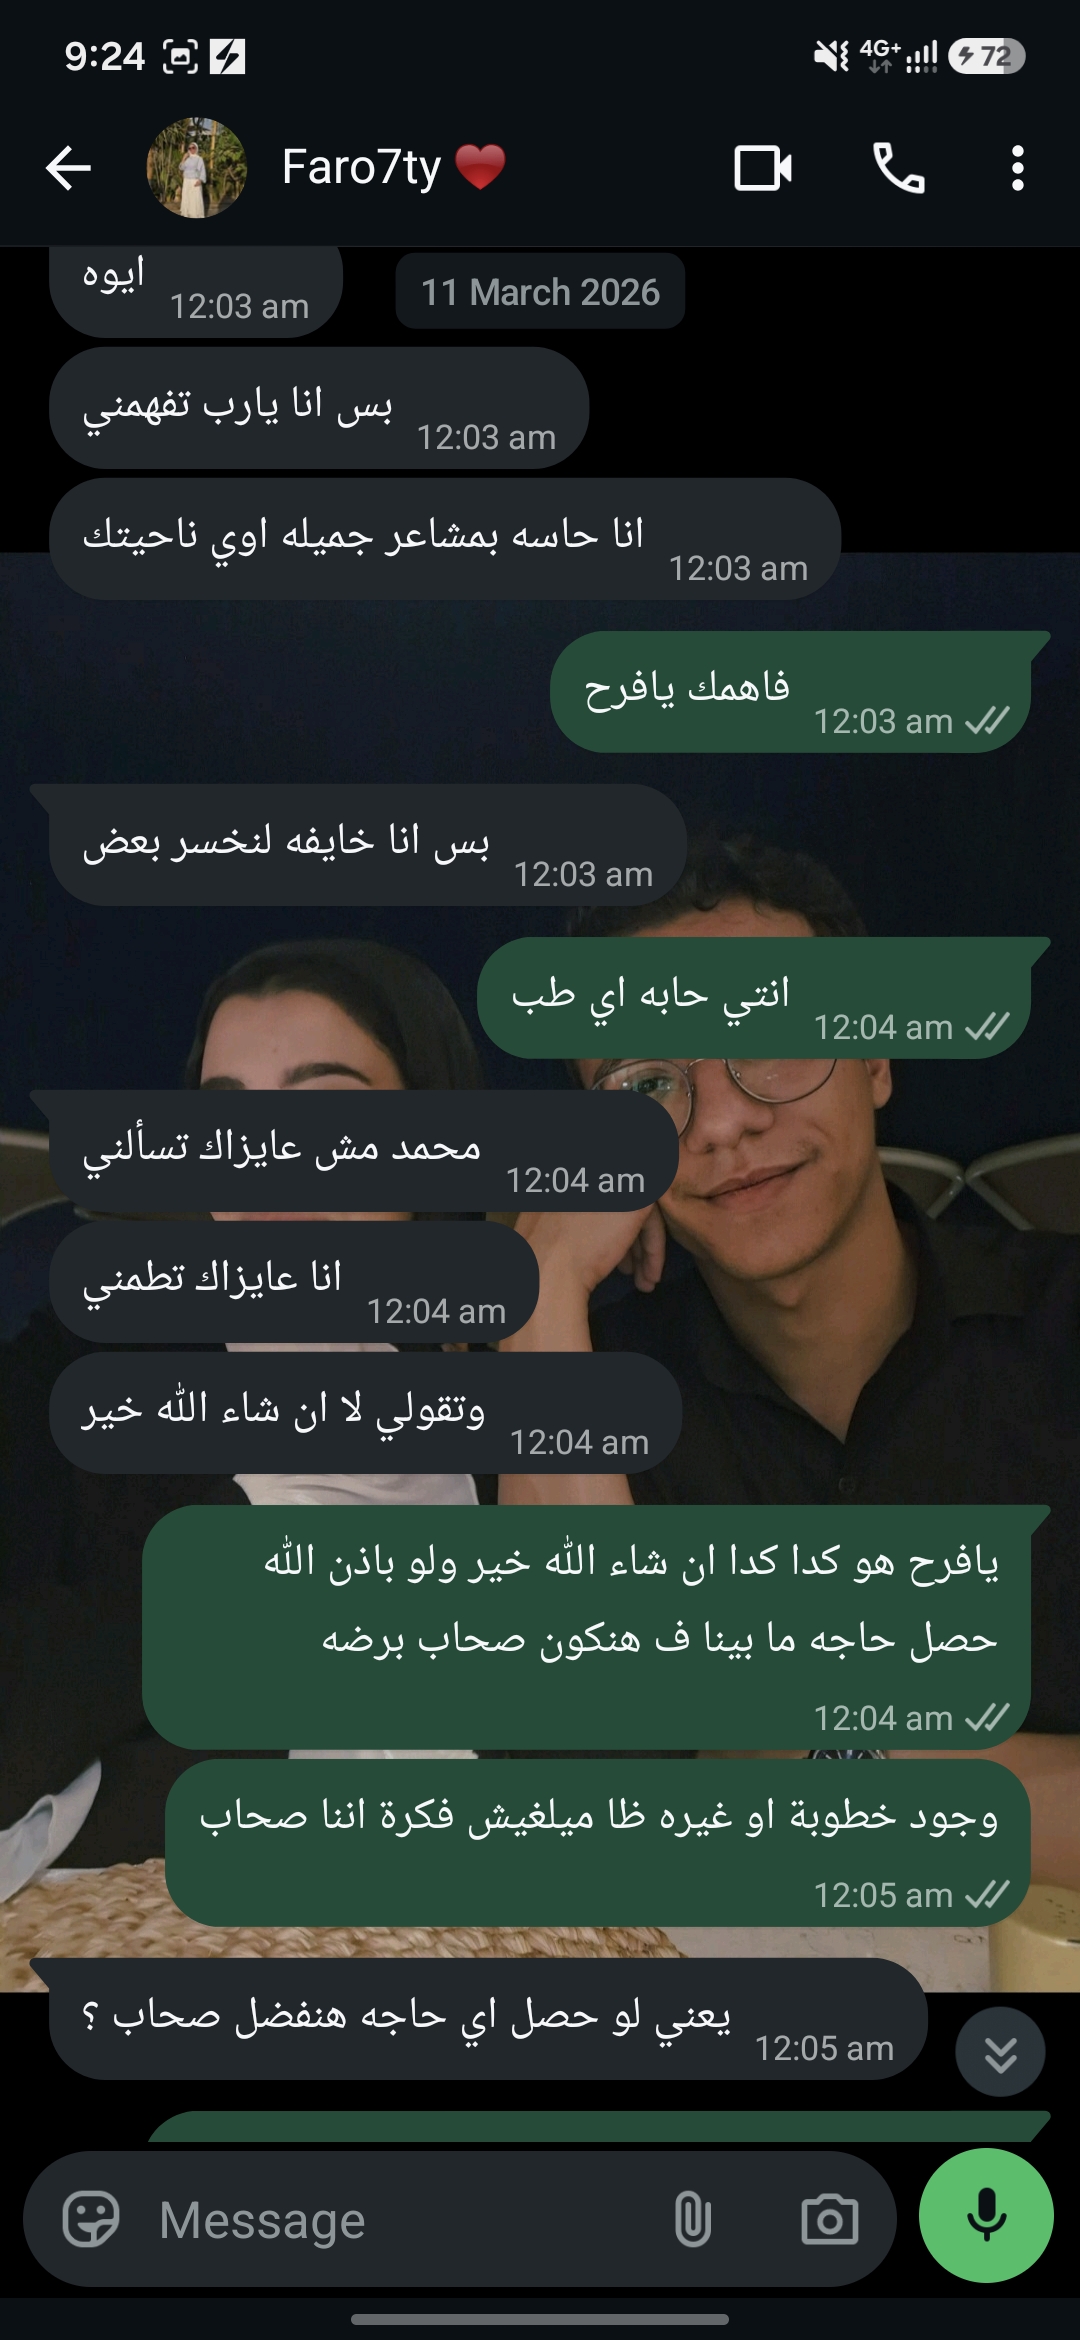 9:24
4G+
72
Faro7ty ❤️
ايوه
12:03 am
11 March 2026
بس انا يارب تفهمني
12:03 am
انا حاسه بمشاعر جميله اوي ناحيتك
12:03 am
فاهمك يافرح
12:03 am
بس انا خايفه لنخسر بعض
12:03 am
انتي حابه اي طب
12:04 am
محمد مش عايزاك تسألني
12:04 am
انا عايزاك تطمني
12:04 am
وتقولي لا ان شاء الله خير
12:04 am
يافرح هو كدا كدا ان شاء الله خير ولو باذن الله
حصل حاجه ما بينا ف هنكون صحاب برضه
12:04 am
وجود خطوبة او غيره ظا ميلغيش فكرة اننا صحاب
12:05 am
يعني لو حصل اي حاجه هنفضل صحاب ؟
12:05 am
Message